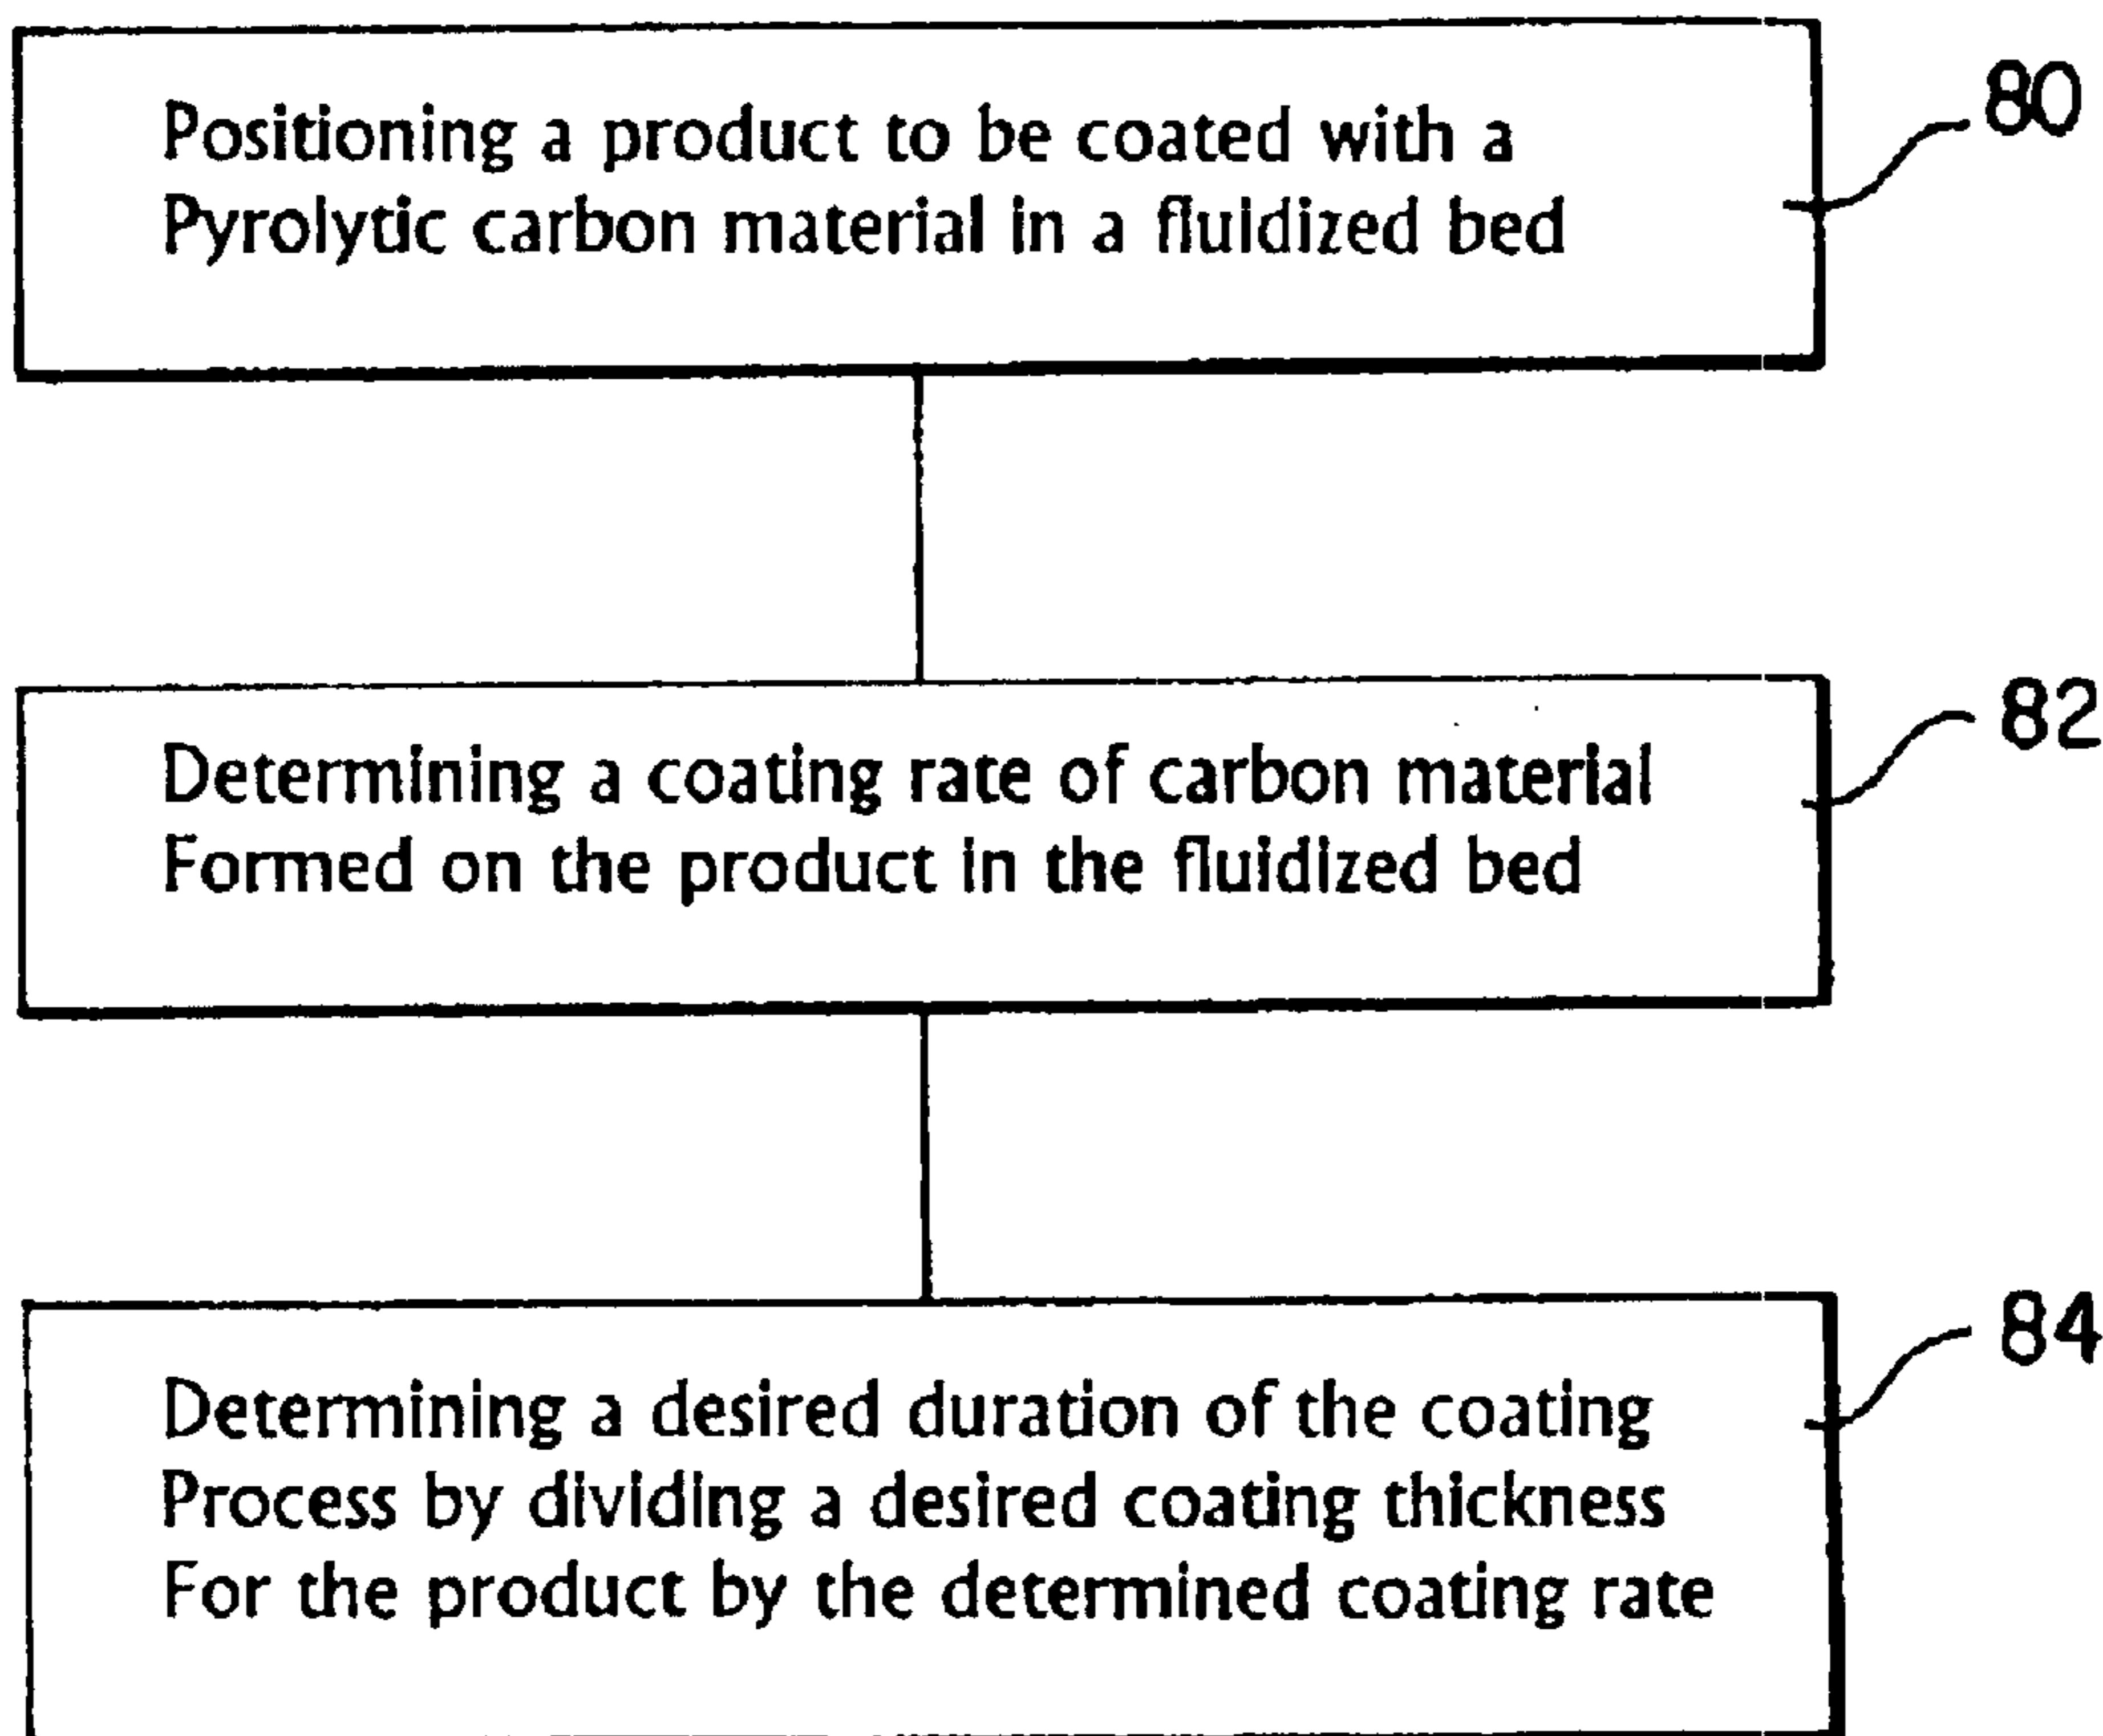 Positioning a product to be coated with a
Pyrolytic carbon material in a fluidized bed
80
Determining a coating rate of carbon material
Formed on the product in the fluidized bed
82
Determining a desired duration of the coating
Process by dividing a desired coating thickness
For the product by the determined coating rate
84